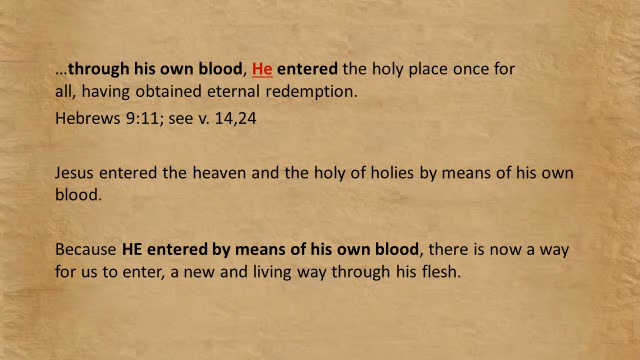 …through his own blood, He entered the holy place once for
all, having obtained eternal redemption.
Hebrews 9:11; see v. 14,24
Jesus entered the heaven and the holy of holies by means of his own
blood.
Because HE entered by means of his own blood, there is now a way
for us to enter, a new and living way through his flesh.